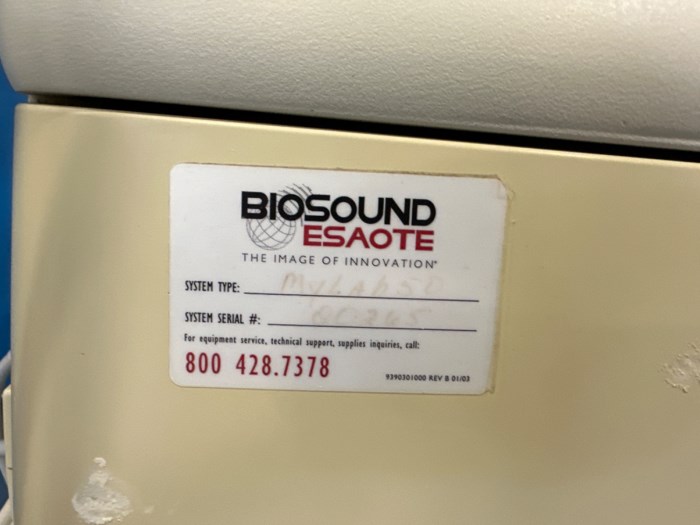 BIOSOUND
ESAOTE
THE IMAGE OF INNOVATION®
SYSTEM TYPE: MyLab50
SYSTEM SERIAL #:
For equipment service, technical support, supplies inquiries, call:
800 428.7378
9390301000 REV B 01/03